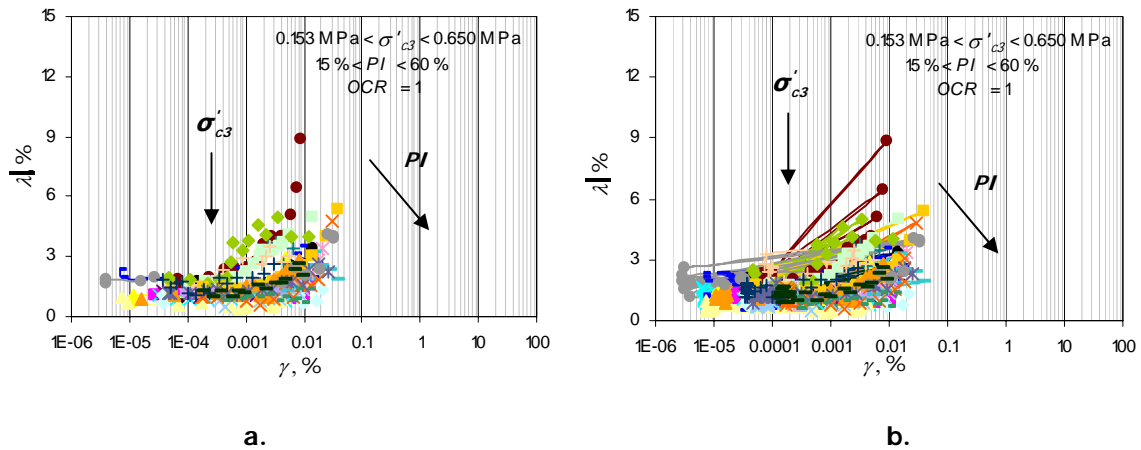 15
12
9
6
3
0
λ, %
0.153 MPa < σ'c3 < 0.650 MPa
15 % < PI < 60 %
OCR = 1
σ'c3
PI
1E-06 1E-05 1E-04 0.001 0.01 0.1 1 10 100
γ, %
a.
15
12
9
6
3
0
λ, %
0.153 MPa < σ'c3 < 0.650 MPa
15 % < PI < 60 %
OCR = 1
σ'c3
PI
1E-06 1E-05 0.0001 0.001 0.01 0.1 1 10 100
γ, %
b.